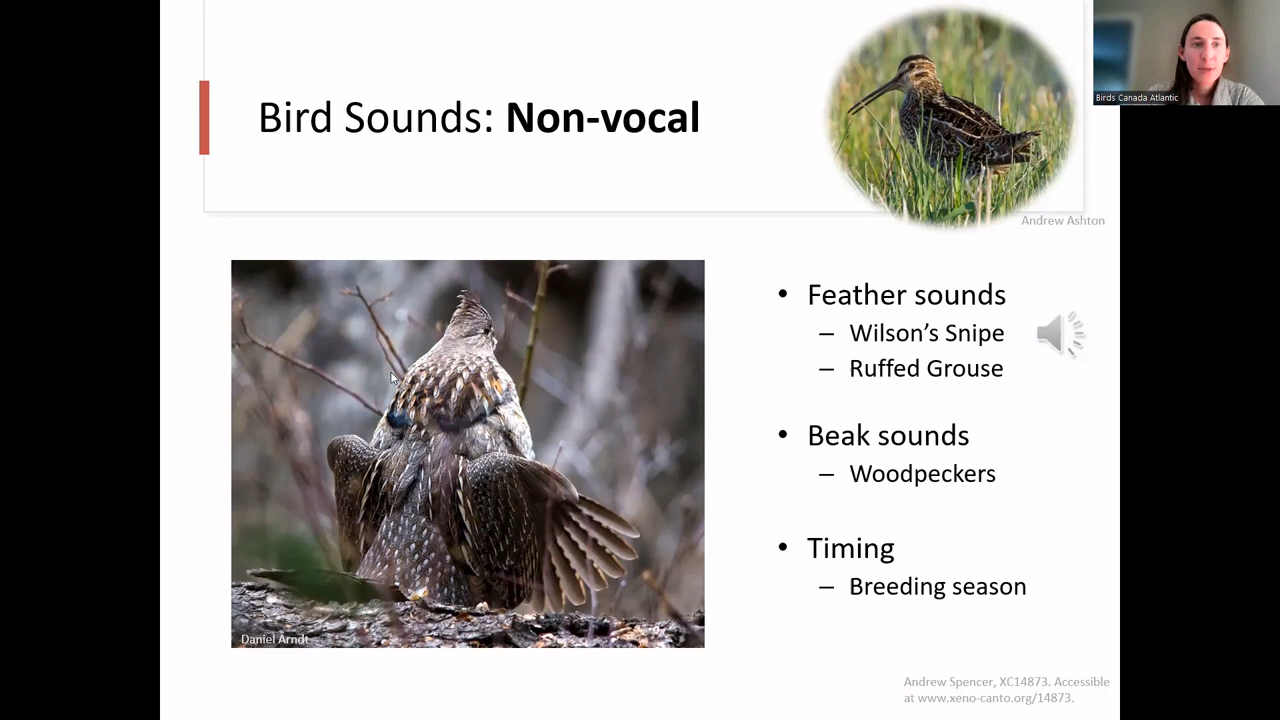 Bird Sounds: Non-vocal
Birds Canada Atlantic
Andrew Ashton
• Feather sounds
– Wilson’s Snipe
– Ruffed Grouse
• Beak sounds
– Woodpeckers
• Timing
– Breeding season
Daniel Arndt
Andrew Spencer, XC14873. Accessible
at www.xeno-canto.org/14873.